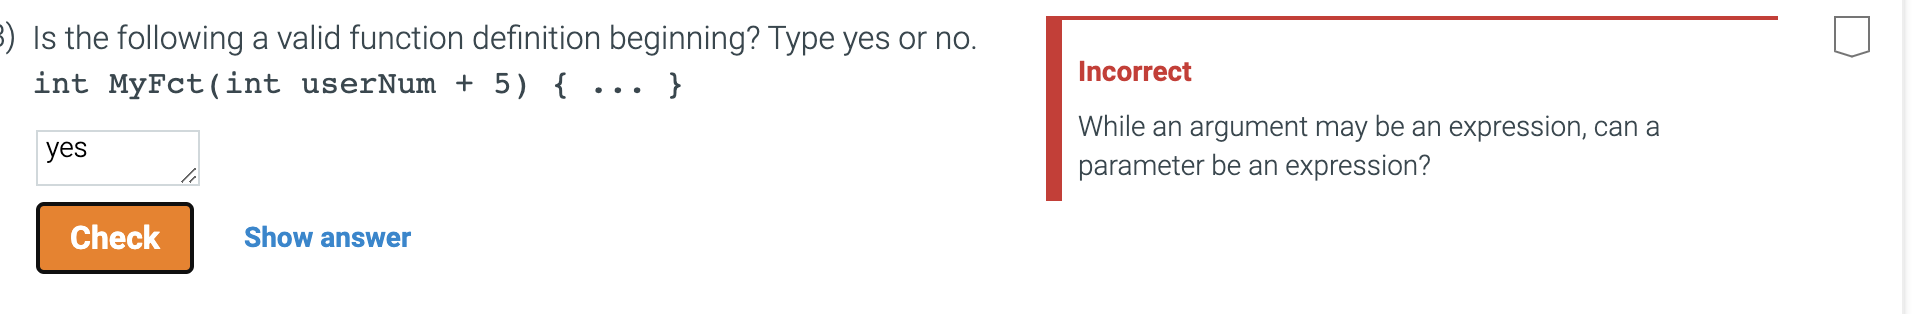 3) Is the following a valid function definition beginning? Type yes or no.
int MyFct(int userNum + 5) { ... }
yes
Check Show answer
Incorrect
While an argument may be an expression, can a
parameter be an expression?